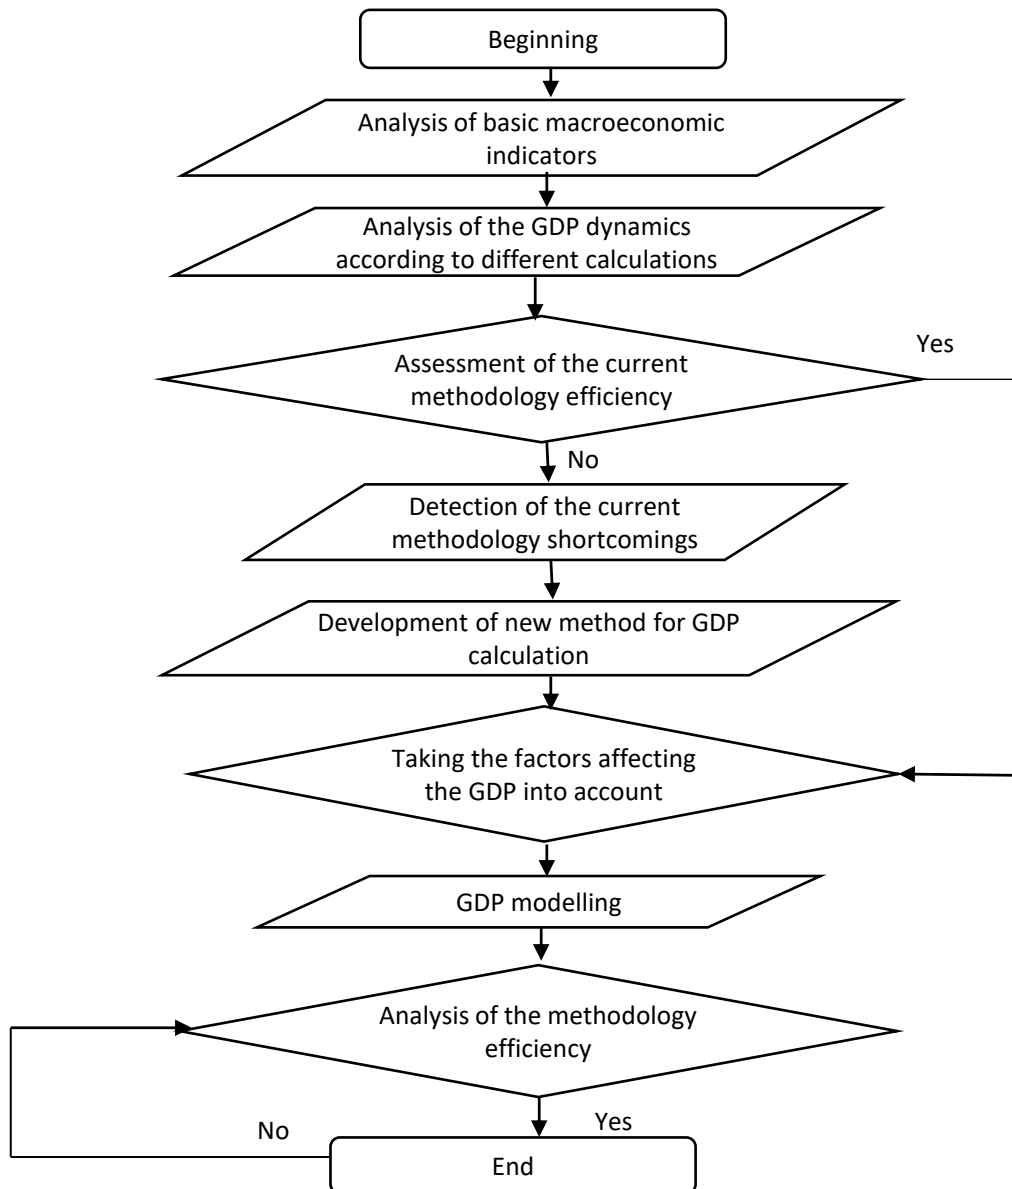 Beginning
Analysis of basic macroeconomic
indicators
Analysis of the GDP dynamics
according to different calculations
Yes
Assessment of the current
methodology efficiency
No
Detection of the current
methodology shortcomings
Development of new method for GDP
calculation
Taking the factors affecting
the GDP into account
GDP modelling
Analysis of the methodology
efficiency
No
Yes
End